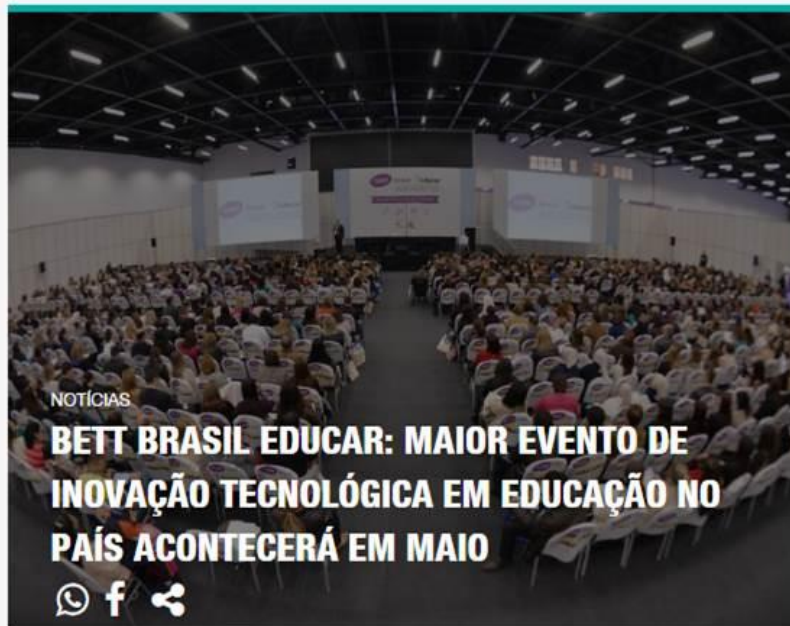 NOTÍCIAS
BETT BRASIL EDUCAR: MAIOR EVENTO DE
INOVAÇÃO TECNOLÓGICA EM EDUCAÇÃO NO
PAÍS ACONTECERÁ EM MAIO